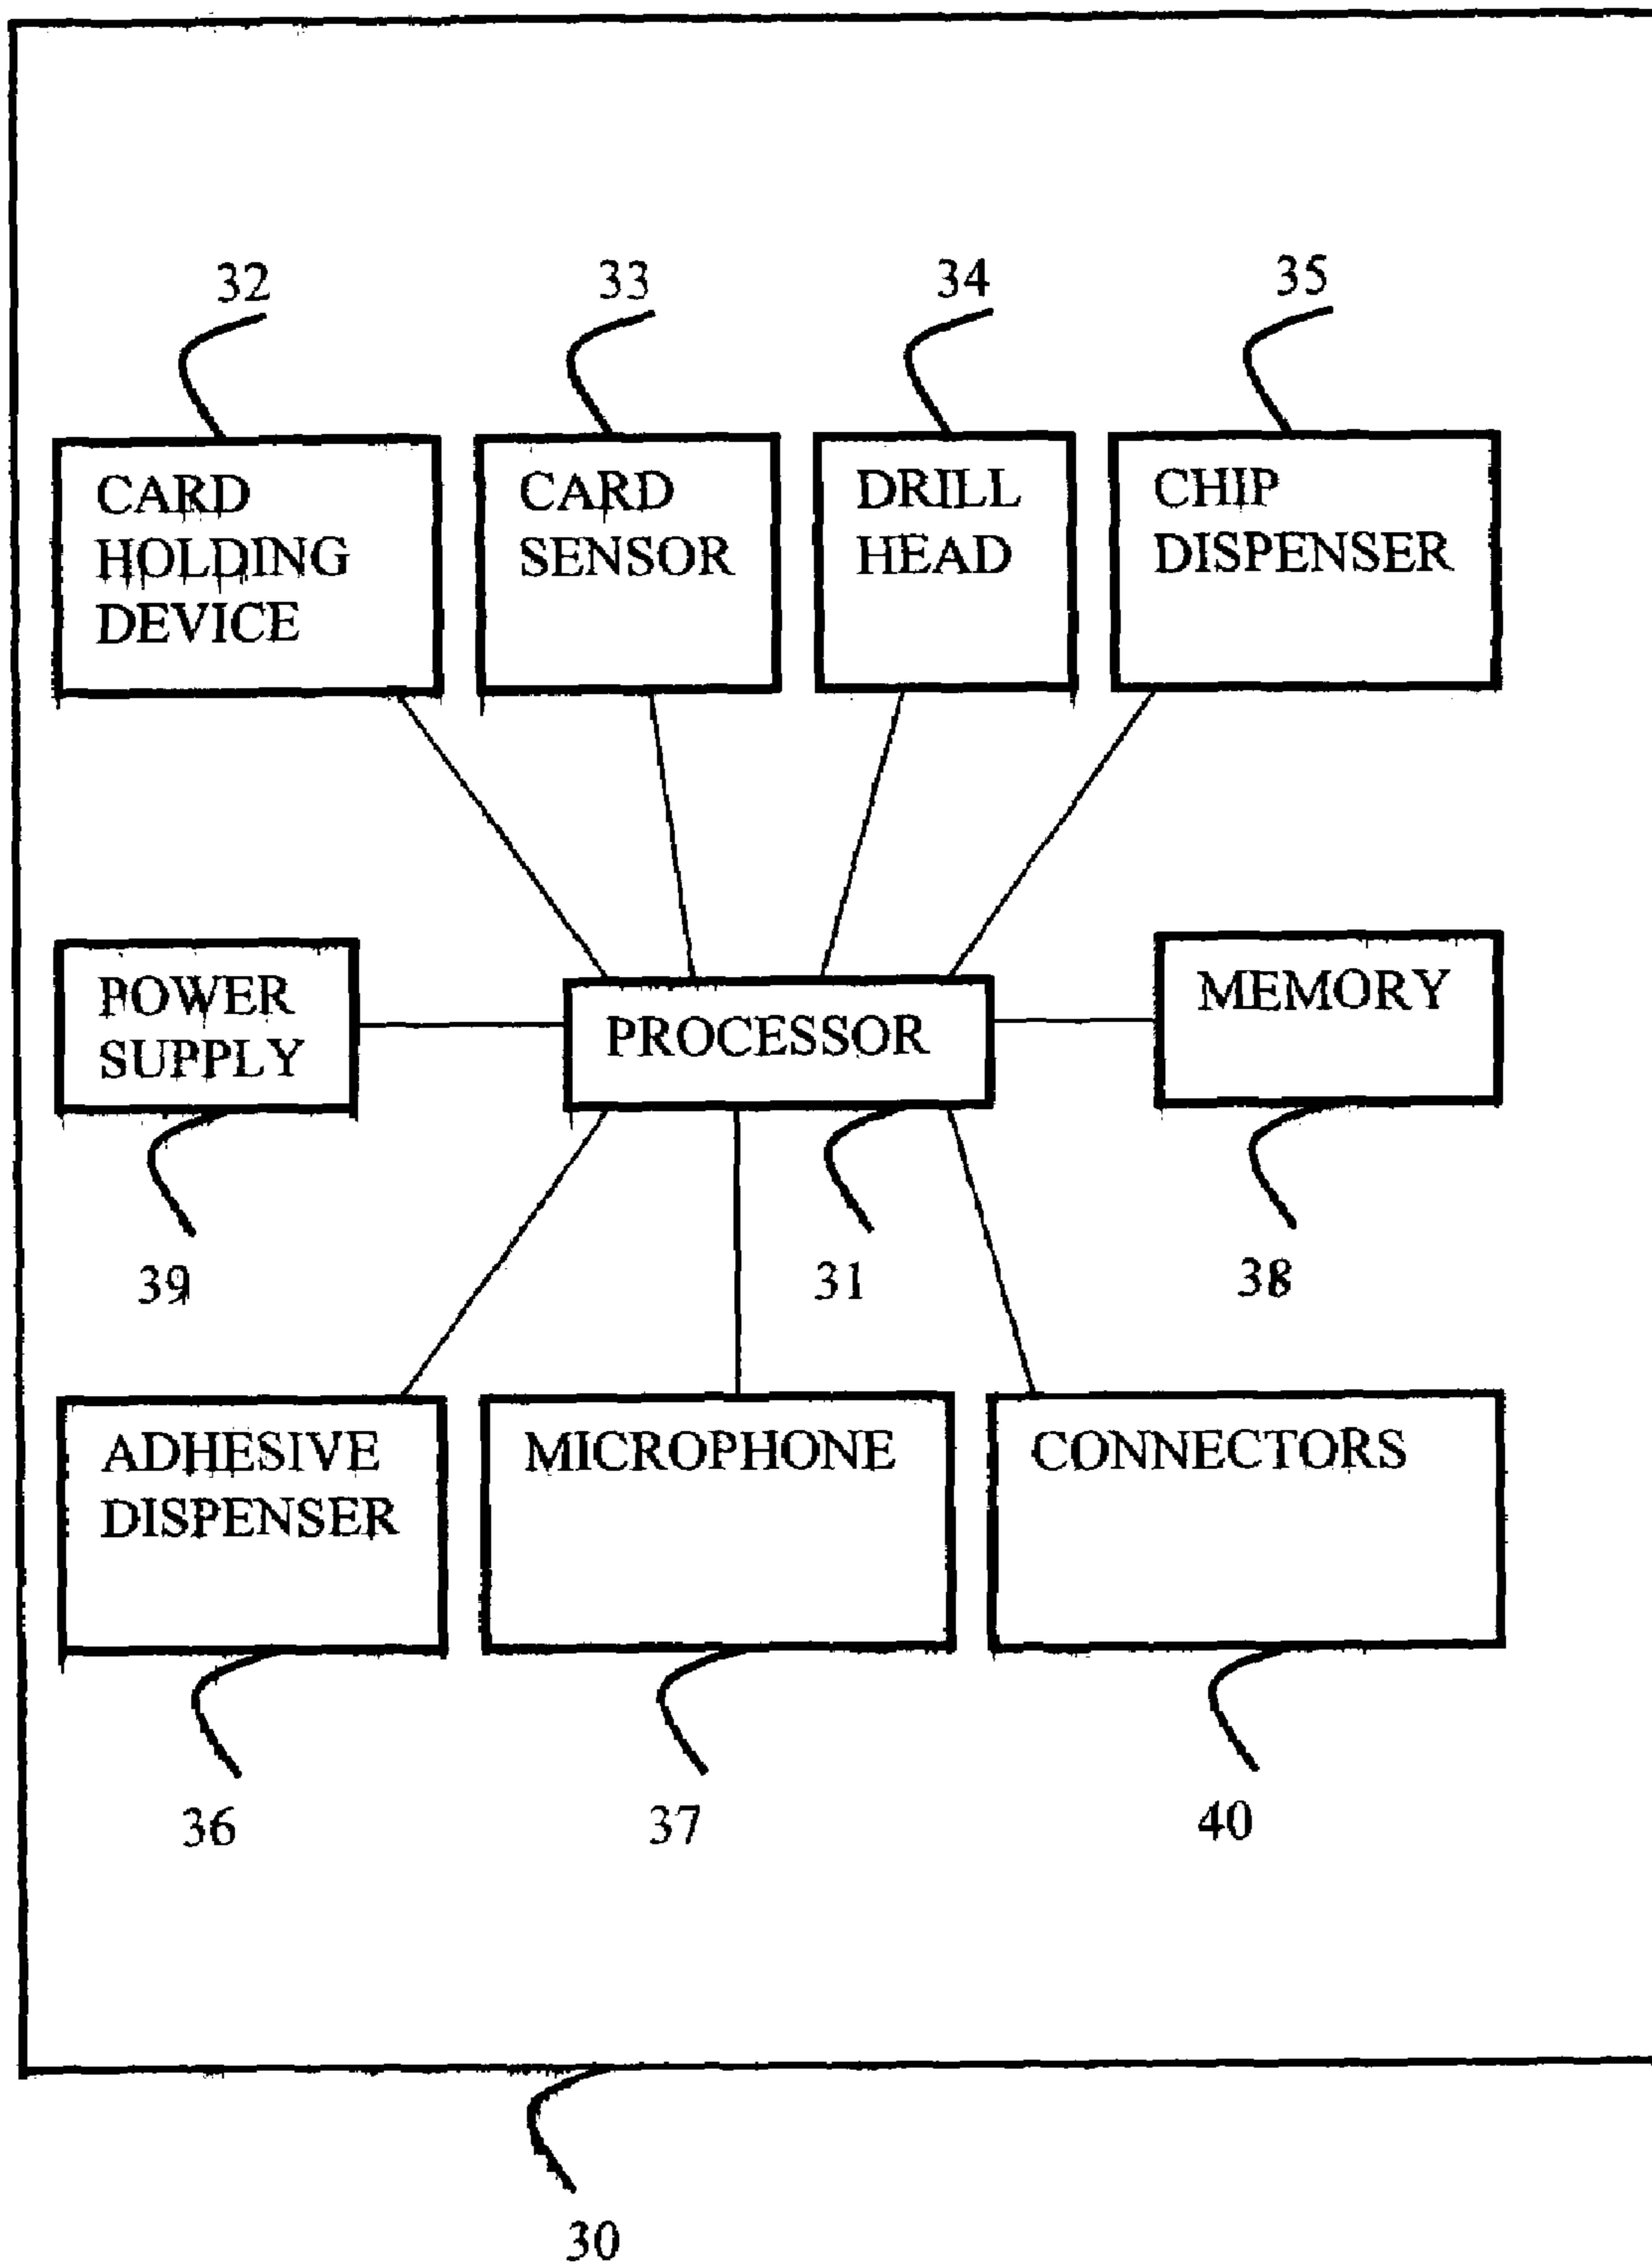 32
33
34
35
CARD
HOLDING
DEVICE
CARD
SENSOR
DRILL
HEAD
CHIP
DISPENSER
POWER
SUPPLY
PROCESSOR
MEMORY
39
31
38
ADHESIVE
DISPENSER
MICROPHONE
CONNECTORS
36
37
40
30